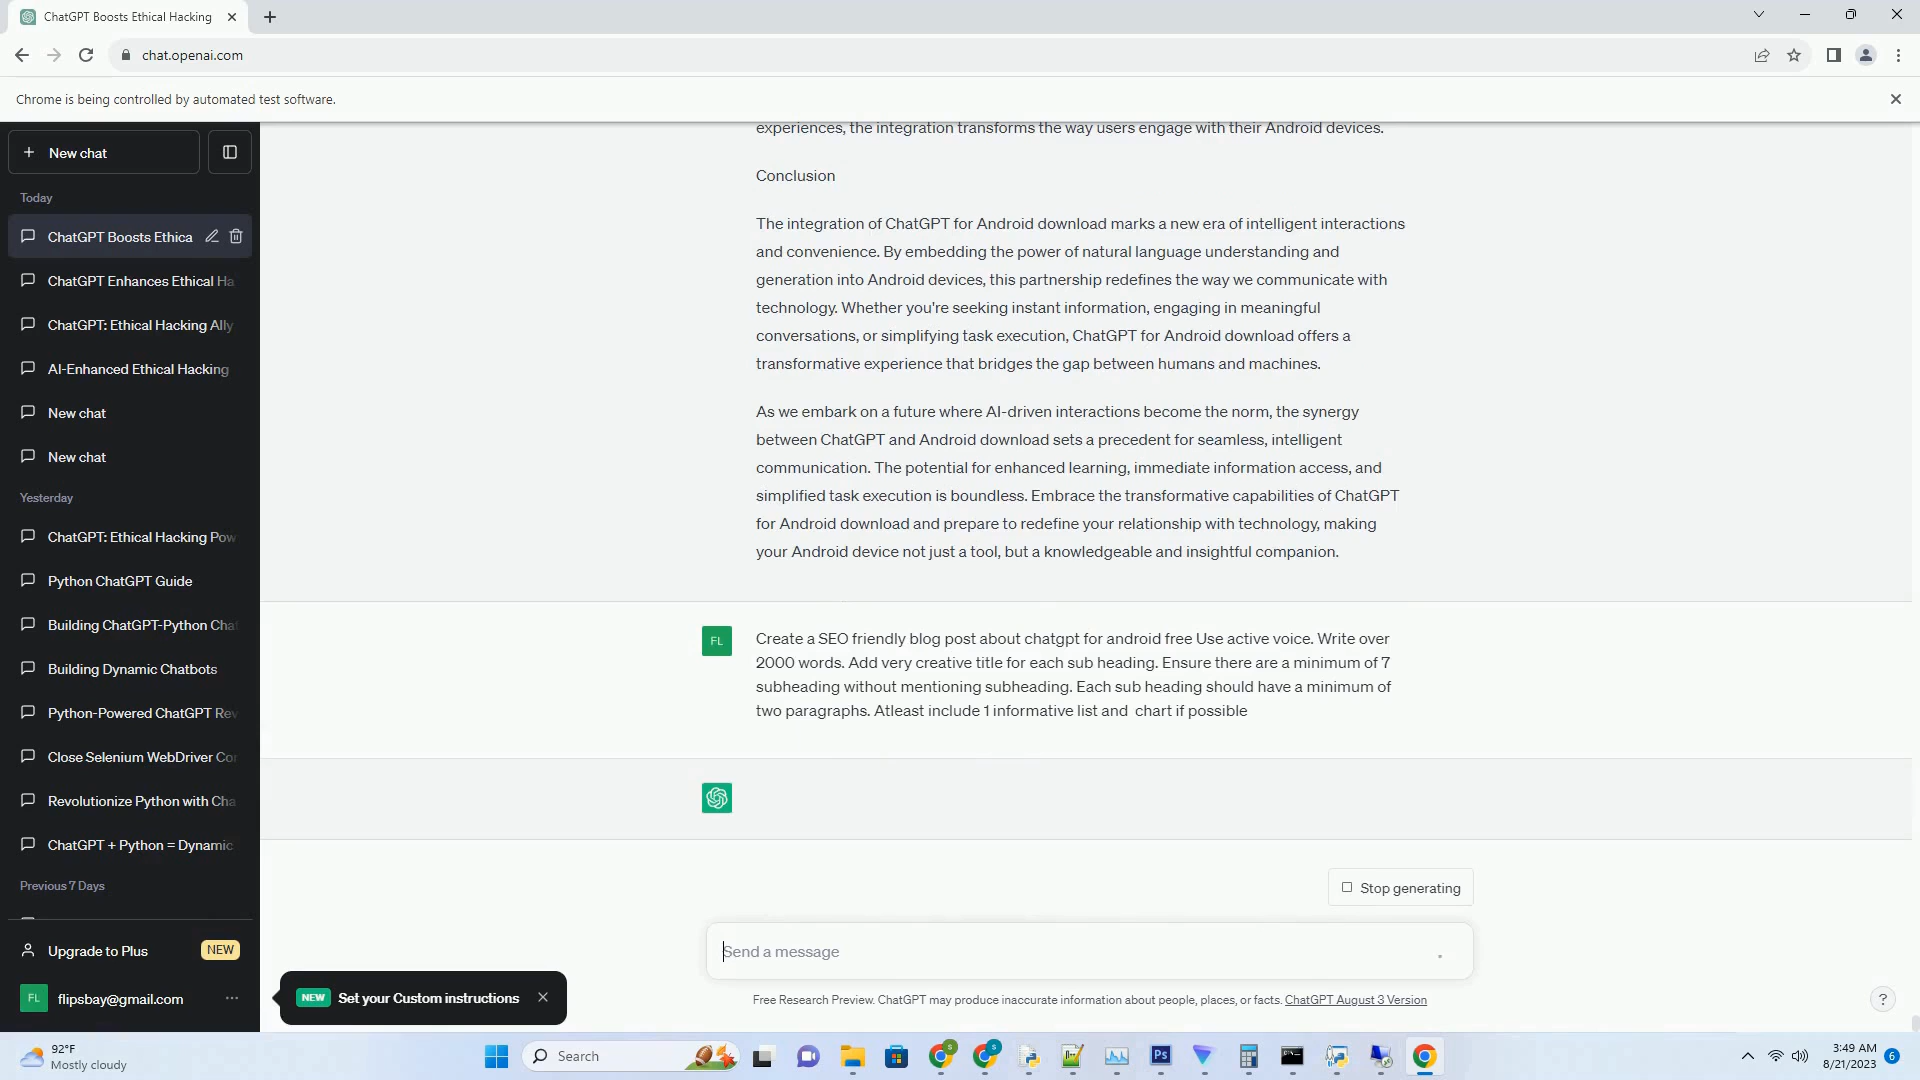 ChatGPT Boosts Ethical Hacking
chat.openai.com
Chrome is being controlled by automated test software.
New chat
Today
ChatGPT Boosts Ethica
ChatGPT Enhances Ethical Ha
ChatGPT: Ethical Hacking Ally
AI-Enhanced Ethical Hacking
New chat
New chat
Yesterday
ChatGPT: Ethical Hacking Pow
Python ChatGPT Guide
Building ChatGPT-Python Cha
Building Dynamic Chatbots
Python-Powered ChatGPT Rev
Close Selenium WebDriver Co
Revolutionize Python with Cha
ChatGPT + Python = Dynamic
Previous 7 Days
Upgrade to Plus NEW
FL flipsbay@gmail.com
experiences, the integration transforms the way users engage with their Android devices.
Conclusion
The integration of ChatGPT for Android download marks a new era of intelligent interactions
and convenience. By embedding the power of natural language understanding and
generation into Android devices, this partnership redefines the way we communicate with
technology. Whether you're seeking instant information, engaging in meaningful
conversations, or simplifying task execution, ChatGPT for Android download offers a
transformative experience that bridges the gap between humans and machines.
As we embark on a future where AI-driven interactions become the norm, the synergy
between ChatGPT and Android download sets a precedent for seamless, intelligent
communication. The potential for enhanced learning, immediate information access, and
simplified task execution is boundless. Embrace the transformative capabilities of ChatGPT
for Android download and prepare to redefine your relationship with technology, making
your Android device not just a tool, but a knowledgeable and insightful companion.
FL
Create a SEO friendly blog post about chatgpt for android free Use active voice. Write over
2000 words. Add very creative title for each sub heading. Ensure there are a minimum of 7
subheading without mentioning subheading. Each sub heading should have a minimum of
two paragraphs. Atleast include 1 informative list and  chart if possible
Stop generating
Send a message
NEW Set your Custom instructions
Free Research Preview. ChatGPT may produce inaccurate information about people, places, or facts. ChatGPT August 3 Version
?
92°F
Mostly cloudy
Search
S
S
Ps
3:49 AM
8/21/2023
6